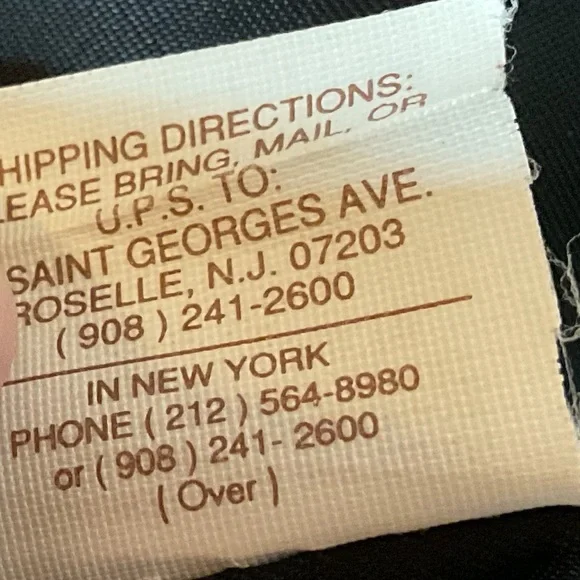 HIPPING DIRECTIONS:
LEASE BRING, MAIL, OR
U.P.S. TO:
SAINT GEORGES AVE.
ROSELLE, N.J. 07203
( 908 ) 241-2600
IN NEW YORK
PHONE ( 212 ) 564-8980
or ( 908 ) 241- 2600
( Over )